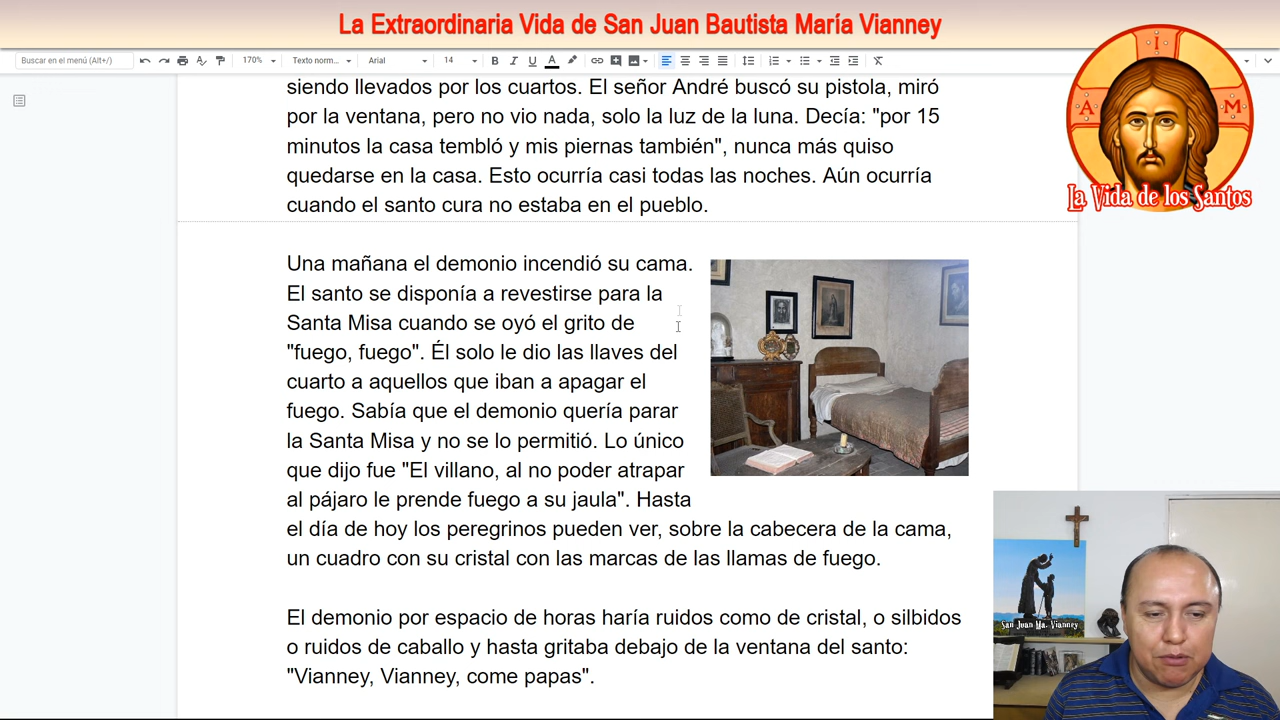 La Extraordinaria Vida de San Juan Bautista María Vianney
Buscar en el menú (Alt+/)
170%
Texto norm...
Arial
14
B I U A
siendo llevados por los cuartos. El señor André buscó su pistola, miró
por la ventana, pero no vio nada, solo la luz de la luna. Decía: "por 15
minutos la casa tembló y mis piernas también", nunca más quiso
quedarse en la casa. Esto ocurría casi todas las noches. Aún ocurría
cuando el santo cura no estaba en el pueblo.
I
A M
La Vida de los Santos
Una mañana el demonio incendió su cama.
El santo se disponía a revestirse para la
Santa Misa cuando se oyó el grito de
"fuego, fuego". Él solo le dio las llaves del
cuarto a aquellos que iban a apagar el
fuego. Sabía que el demonio quería parar
la Santa Misa y no se lo permitió. Lo único
que dijo fue "El villano, al no poder atrapar
al pájaro le prende fuego a su jaula". Hasta
el día de hoy los peregrinos pueden ver, sobre la cabecera de la cama,
un cuadro con su cristal con las marcas de las llamas de fuego.
El demonio por espacio de horas haría ruidos como de cristal, o silbidos
o ruidos de caballo y hasta gritaba debajo de la ventana del santo:
"Vianney, Vianney, come papas".
San Juan Ma. Vianney